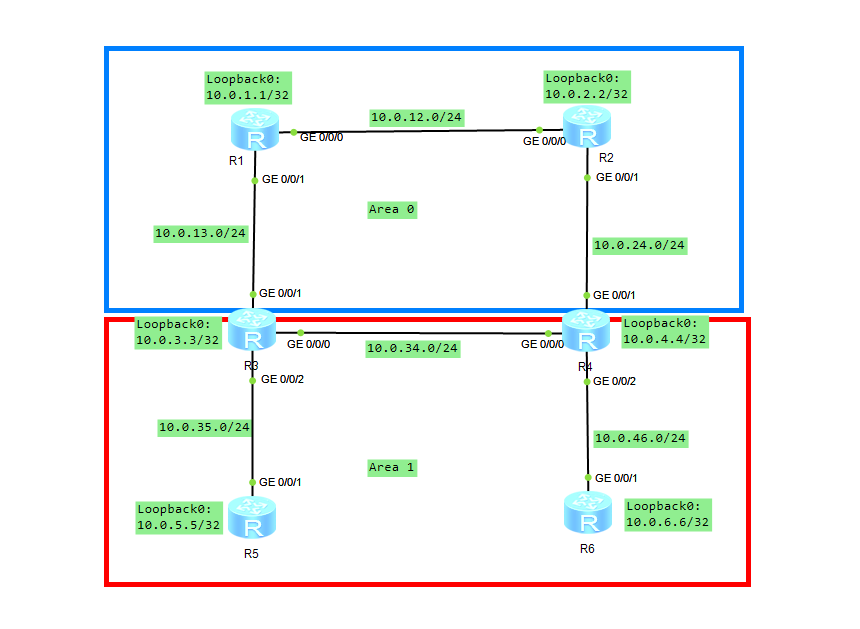 Loopback0:
10.0.1.1/32
Loopback0:
10.0.2.2/32
10.0.12.0/24
R
GE 0/0/0
GE 0/0/0
R
R1
R2
GE 0/0/1
GE 0/0/1
Area 0
10.0.13.0/24
10.0.24.0/24
GE 0/0/1
GE 0/0/1
Loopback0:
10.0.3.3/32
R
GE 0/0/0
10.0.34.0/24
GE 0/0/0
R
Loopback0:
10.0.4.4/32
R3
R4
GE 0/0/2
GE 0/0/2
10.0.35.0/24
10.0.46.0/24
Area 1
GE 0/0/1
GE 0/0/1
Loopback0:
10.0.5.5/32
R
R
Loopback0:
10.0.6.6/32
R5
R6